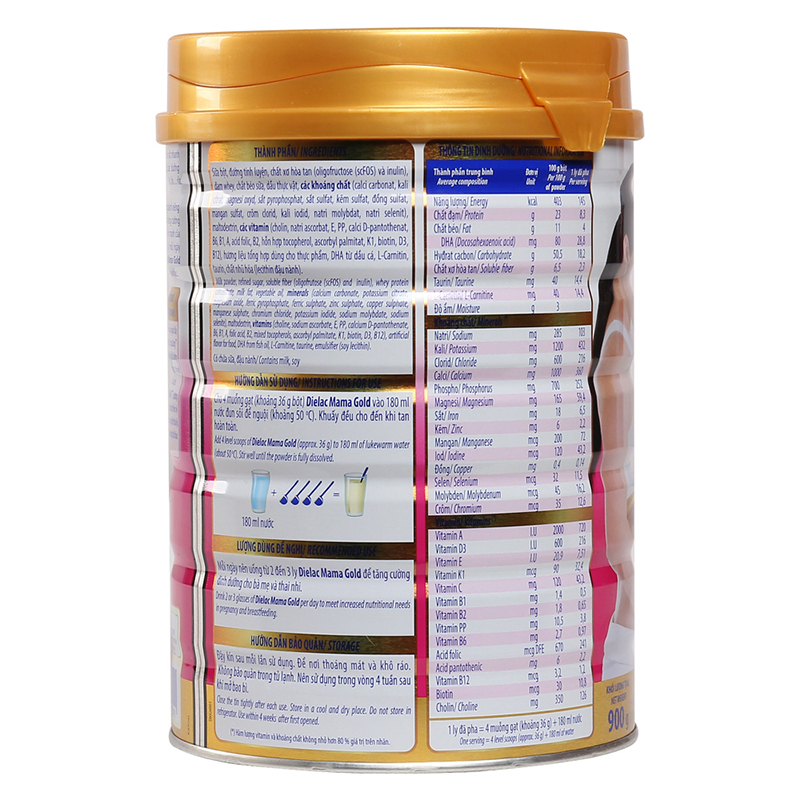 THÀNH PHẦN/ INGREDIENTS
Sữa bột, đường tinh luyện, chất xơ hòa tan (oligofructose (scFOS) và inulin),
đạm whey, chất béo sữa, dầu thực vật, các khoáng chất (calci carbonat, kali
magnesi oxyd, sắt pyrophosphat, sắt sulfat, kẽm sulfat, đồng sulfat,
mangan sulfat, crôm clorid, kali iodid, natri molybdat, natri selenit),
maltodextrin, các vitamin (cholin, natri ascorbat, E, PP, calci D-pantothenat,
B6, B1, A, acid folic, B2, hỗn hợp tocopherol, ascorbyl palmitat, K1, biotin, D3,
B12), hương liệu tổng hợp dùng cho thực phẩm, DHA từ dầu cá, L-Carnitin,
taurin, chất nhũ hóa (lecithin đậu nành).
Milk powder, refined sugar, soluble fiber (oligofructose (scFOS) and inulin), whey protein
milk fat, vegetable oil, minerals (calcium carbonate, potassium citrate,
oxide, ferric pyrophosphate, ferric sulphate, zinc sulphate, copper sulphate,
manganese sulphate, chromium chloride, potassium iodide, sodium molybdate, sodium
selenite), maltodextrin, vitamins (choline, sodium ascorbate, E, PP, calcium D-pantothenate,
B6, B1, A, folic acid, B2, mixed tocopherols, ascorbyl palmitate, K1, biotin, D3, B12), artificial
flavor for food, DHA from fish oil, L-Carnitine, taurine, emulsifier (soy lecithin).
Có chứa sữa, đậu nành/ Contains milk, soy
HƯỚNG DẪN SỬ DỤNG/ INSTRUCTIONS FOR USE
Cho 4 muỗng gạt (khoảng 36 g bột) Dielac Mama Gold vào 180 ml
nước đun sôi để nguội (khoảng 50 °C). Khuấy đều cho đến khi tan
hoàn toàn.
Add 4 level scoops of Dielac Mama Gold (approx. 36 g) to 180 ml of lukewarm water
(about 50°C). Stir well until the powder is fully dissolved.
+ =
180 ml nước
LƯỢNG DÙNG ĐỀ NGHỊ/ RECOMMENDED USE
Mỗi ngày nên uống từ 2 đến 3 ly Dielac Mama Gold để tăng cường
dinh dưỡng cho bà mẹ và thai nhi.
Drink 2 or 3 glasses of Dielac Mama Gold per day to meet increased nutritional needs
in pregnancy and breastfeeding.
HƯỚNG DẪN BẢO QUẢN/ STORAGE
Đậy kín sau mỗi lần sử dụng. Để nơi thoáng mát và khô ráo.
Không bảo quản trong tủ lạnh. Nên sử dụng trong vòng 4 tuần sau
khi mở bao bì.
Close the tin tightly after each use. Store in a cool and dry place. Do not store in
refrigerator. Use within 4 weeks after first opened.
(*) Hàm lượng vitamin và khoáng chất không nhỏ hơn 80 % giá trị trên nhãn.
THÔNG TIN DINH DƯỠNG/ NUTRITIONAL INFORMATION
Thành phần trung bình Đơn vị 100 g bột 1 ly đã pha
Average composition Unit Per 100 g of powder Per serving
Năng lượng/ Energy kcal 403 145
Chất đạm/ Protein g 23 8,3
Chất béo/ Fat g 11 4
DHA (Docosahexaenoic acid) mg 80 28,8
Hydrat cacbon/ Carbohydrate g 50,5 18,2
Chất xơ hòa tan/ Soluble fiber g 6,5 2,3
Taurin/ Taurine mg 40 14,4
L-Carnitin/ L-Carnitine mg 40 14,4
Độ ẩm/ Moisture g 3
Khoáng chất/ Minerals
Natri/ Sodium mg 285 103
Kali/ Potassium mg 1200 432
Clorid/ Chloride mg 600 216
Calci/ Calcium mg 1000 360
Phospho/ Phosphorus mg 700 252
Magnesi/ Magnesium mg 165 59,4
Sắt/ Iron mg 18 6,5
Kẽm/ Zinc mg 6 2,2
Mangan/ Manganese mcg 200 72
Iod/ Iodine mcg 120 43,2
Đồng/ Copper mg 0,4 0,14
Selen/ Selenium mcg 32 11,5
Molybden/ Molybdenum mcg 45 16,2
Crôm/ Chromium mcg 35 12,6
Vitamin/ Vitamins
Vitamin A I.U 2000 720
Vitamin D3 I.U 600 216
Vitamin E I.U 20,9 7,51
Vitamin K1 mcg 90 32,4
Vitamin C mg 120 43,2
Vitamin B1 mg 1,4 0,5
Vitamin B2 mg 1,8 0,65
Vitamin PP mg 10,5 3,8
Vitamin B6 mg 2,7 0,97
Acid folic mcg DFE 670 241
Acid pantothenic mg 6 2,2
Vitamin B12 mcg 3,2 1,2
Biotin mcg 30 10,8
Cholin/ Choline mg 350 126
1 ly đã pha = 4 muỗng gạt (khoảng 36 g) + 180 ml nước
One serving = 4 level scoops (approx. 36 g) + 180 ml of water
KHỐI LƯỢNG
NET WEIGHT
900 g